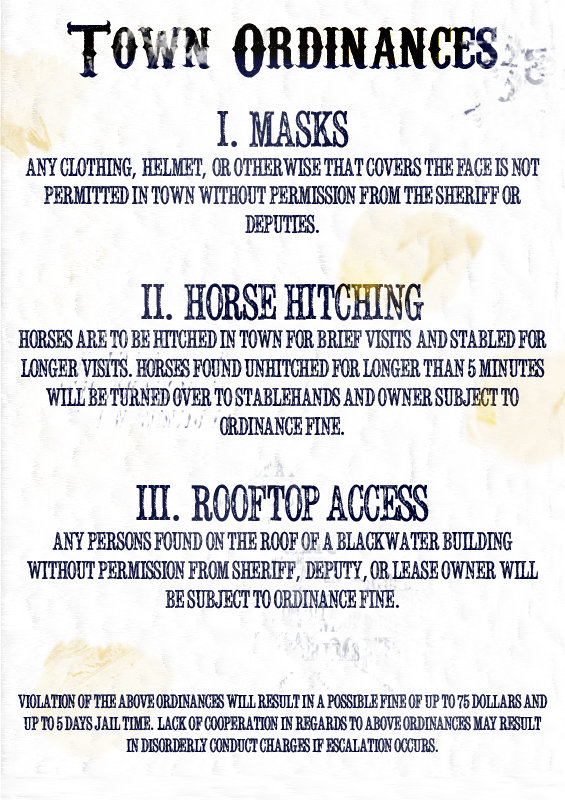 TOWN ORDINANCES
I. MASKS
ANY CLOTHING, HELMET, OR OTHERWISE THAT COVERS THE FACE IS NOT
PERMITTED IN TOWN WITHOUT PERMISSION FROM THE SHERIFF OR
DEPUTIES.
II. HORSE HITCHING
HORSES ARE TO BE HITCHED IN TOWN FOR BRIEF VISITS AND STABLED FOR
LONGER VISITS. HORSES FOUND UNHITCHED FOR LONGER THAN 5 MINUTES
WILL BE TURNED OVER TO STABLEHANDS AND OWNER SUBJECT TO
ORDINANCE FINE.
III. ROOFTOP ACCESS
ANY PERSONS FOUND ON THE ROOF OF A BLACKWATER BUILDING
WITHOUT PERMISSION FROM SHERIFF, DEPUTY, OR LEASE OWNER WILL
BE SUBJECT TO ORDINANCE FINE.
VIOLATION OF THE ABOVE ORDINANCES WILL RESULT IN A POSSIBLE FINE OF UP TO 75 DOLLARS AND
UP TO 5 DAYS JAIL TIME. LACK OF COOPERATION IN REGARDS TO ABOVE ORDINANCES MAY RESULT
IN DISORDERLY CONDUCT CHARGES IF ESCALATION OCCURS.